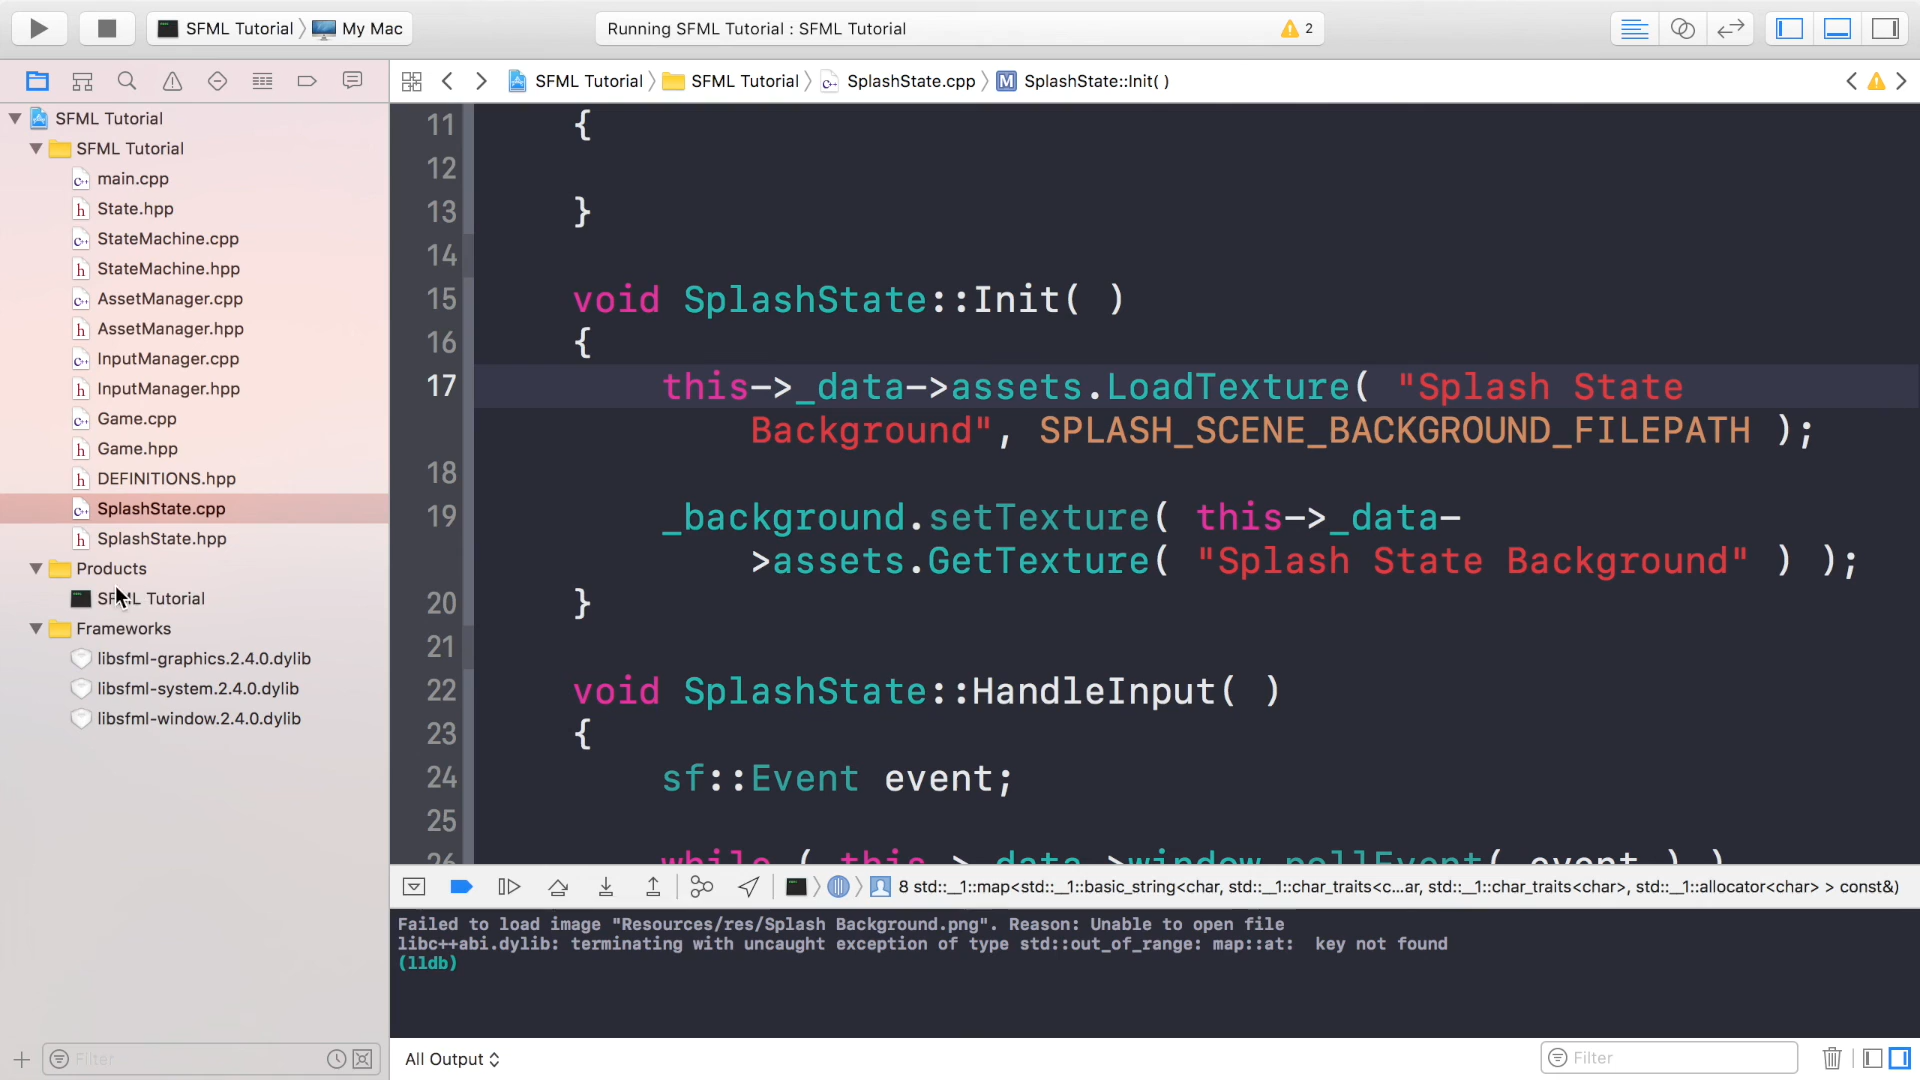 SFML Tutorial My Mac
Running SFML Tutorial : SFML Tutorial
2
SFML Tutorial SFML Tutorial SplashState.cpp M SplashState::Init( )
SFML Tutorial
SFML Tutorial
main.cpp
State.hpp
StateMachine.cpp
StateMachine.hpp
AssetManager.cpp
AssetManager.hpp
InputManager.cpp
InputManager.hpp
Game.cpp
Game.hpp
DEFINITIONS.hpp
SplashState.cpp
SplashState.hpp
Products
SFML Tutorial
Frameworks
libsfml-graphics.2.4.0.dylib
libsfml-system.2.4.0.dylib
libsfml-window.2.4.0.dylib
Filter
11 {
12
13 }
14
15 void SplashState::Init( )
16 {
17 this->_data->assets.LoadTexture( "Splash State
Background", SPLASH_SCENE_BACKGROUND_FILEPATH );
18
19 _background.setTexture( this->_data-
>assets.GetTexture( "Splash State Background" ) );
20 }
21
22 void SplashState::HandleInput( )
23 {
24 sf::Event event;
25
26 while ( this->_data->window.pollEvent( event ) )
8 std::__1::map<std::__1::basic_string<char, std::__1::char_traits<c...ar, std::__1::char_traits<char>, std::__1::allocator<char> > const&)
Failed to load image "Resources/res/Splash Background.png". Reason: Unable to open file
libc++abi.dylib: terminating with uncaught exception of type std::out_of_range: map::at:  key not found
(lldb)
All Output
Filter